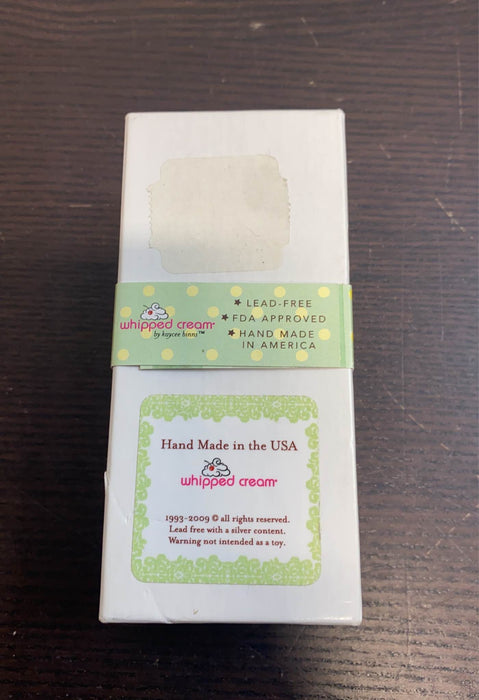 whipped cream
by kaycee binns™
★ LEAD-FREE
★ FDA APPROVED
★ HAND MADE
IN AMERICA
Hand Made in the USA
whipped cream
1993-2009 © all rights reserved.
Lead free with a silver content.
Warning not intended as a toy.